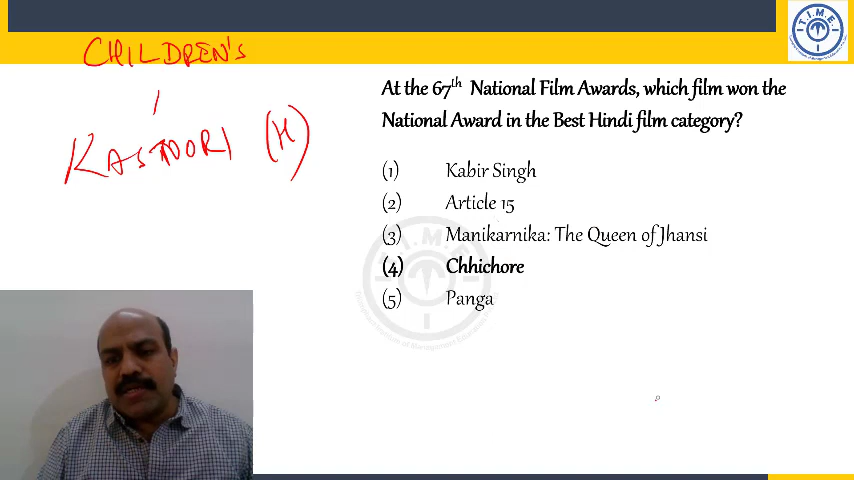 T.I.M.E.
CHILDREN'S
KASTOORI (H)
At the 67th National Film Awards, which film won the
National Award in the Best Hindi film category?
(1) Kabir Singh
(2) Article 15
(3) Manikarnika: The Queen of Jhansi
(4) Chhichore
(5) Panga
T.I.M.E.